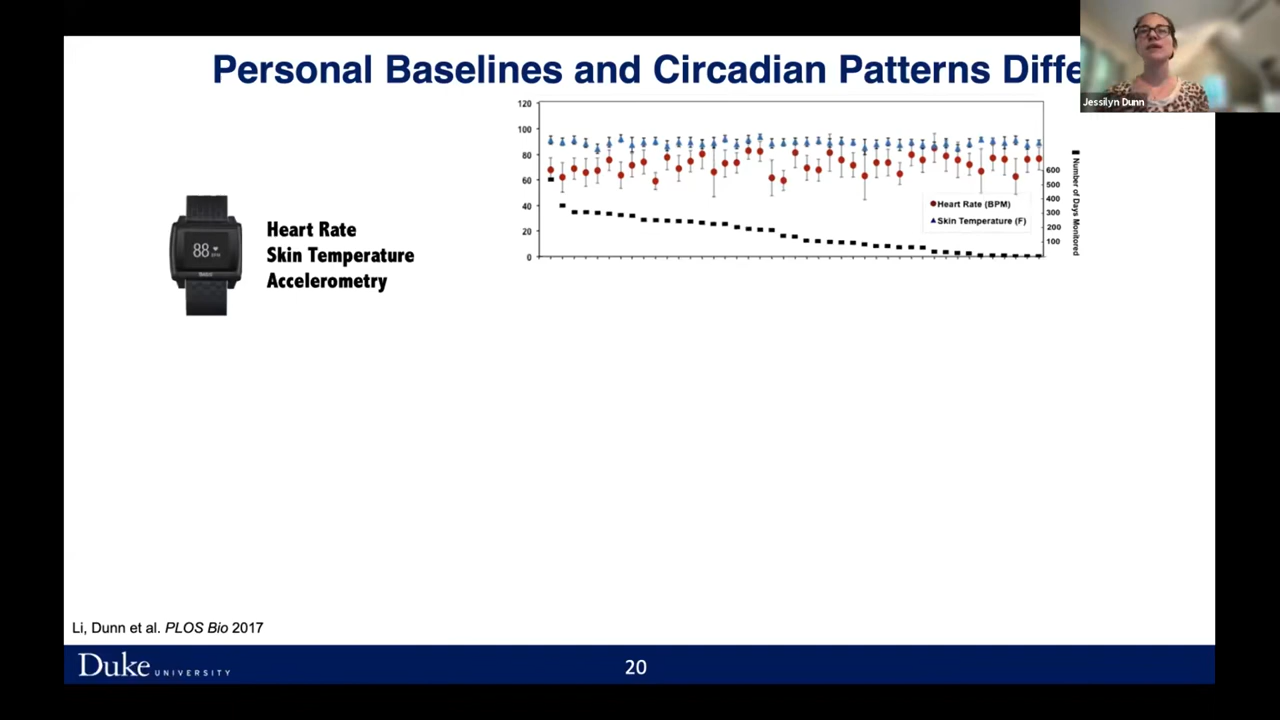 Personal Baselines and Circadian Patterns Diffe
Jessilyn Dunn
120
100
80
60
40
20
0
600
500
400
300
200
100
Number of Days Monitored
Heart Rate (BPM)
Skin Temperature (F)
88
BPM
Heart Rate
Skin Temperature
Accelerometry
Li, Dunn et al. PLOS Bio 2017
Duke UNIVERSITY
20